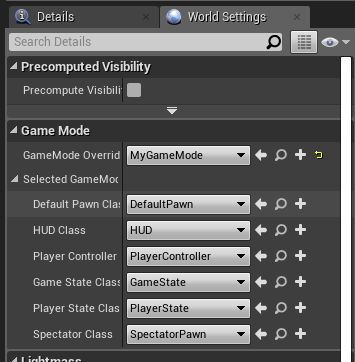 Details
World Settings
Search Details
Precomputed Visibility
Precompute Visibili
Game Mode
GameMode Overrid MyGameMode
Selected GameMod
Default Pawn Clas DefaultPawn
HUD Class HUD
Player Controller PlayerController
Game State Class GameState
Player State Clas PlayerState
Spectator Class SpectatorPawn
Lightmass